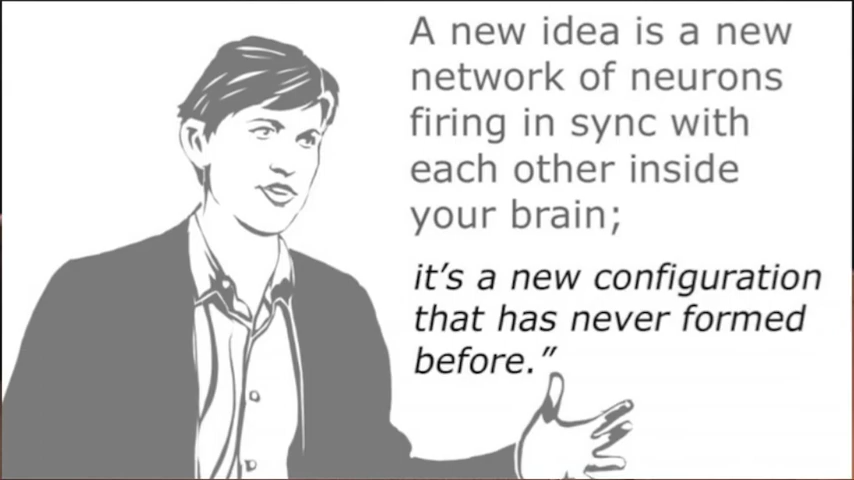 A new idea is a new
network of neurons
firing in sync with
each other inside
your brain;
it's a new configuration
that has never formed
before.”